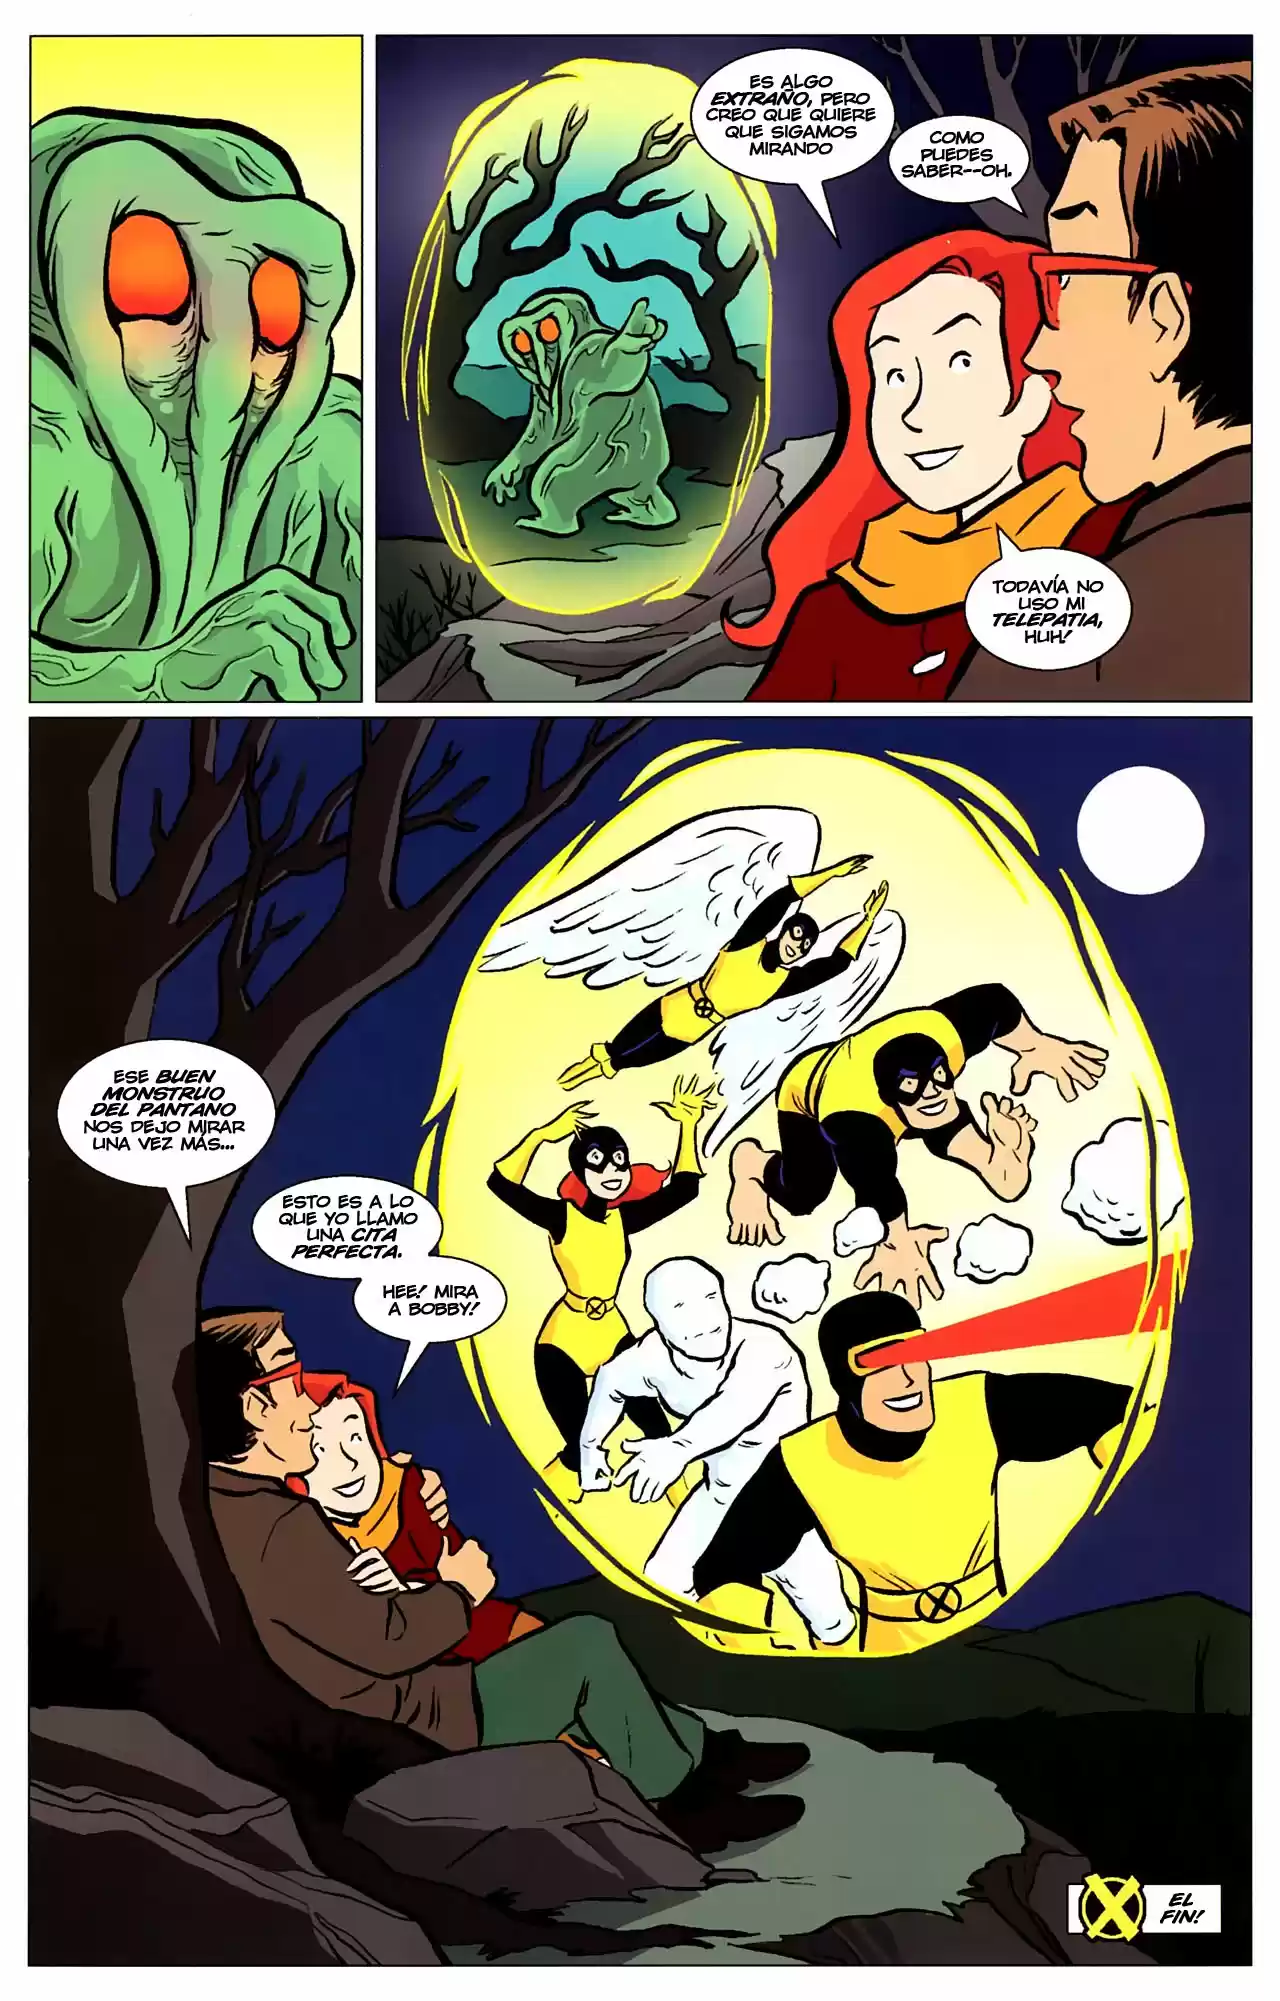 ES ALGO
EXTRAÑO, PERO
CREO QUE QUIERE
QUE SIGAMOS
MIRANDO
COMO
PUEDES
SABER--OH.
TODAVÍA NO
USO MI
TELEPATIA,
HUH!
ESE BUEN
MONSTRUO
DEL PANTANO
NOS DEJO MIRAR
UNA VEZ MÁS...
ESTO ES A LO
QUE YO LLAMO
UNA CITA
PERFECTA.
HEE! MIRA
A BOBBY!
X
EL
FIN!